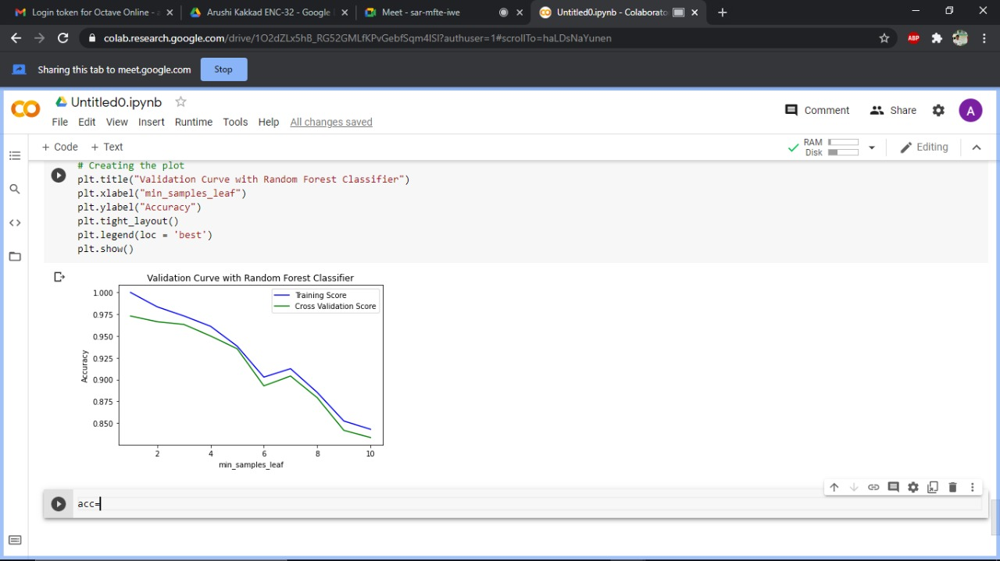 Login token for Octave Online - a
Arushi Kakkad ENC-32 - Google
Meet - sar-mfte-iwe
Untitled0.ipynb - Colaborato
colab.research.google.com/drive/1O2dZLx5hB_RG52GMLfKPvGebfSqm4lSI?authuser=1#scrollTo=haLDsNaYunen
ABP
Sharing this tab to meet.google.com
Stop
Untitled0.ipynb
File Edit View Insert Runtime Tools Help All changes saved
Comment
Share
A
+ Code + Text
RAM
Disk
Editing
# Creating the plot
plt.title("Validation Curve with Random Forest Classifier")
plt.xlabel("min_samples_leaf")
plt.ylabel("Accuracy")
plt.tight_layout()
plt.legend(loc = 'best')
plt.show()
Validation Curve with Random Forest Classifier
Training Score
Cross Validation Score
1.000
0.975
0.950
0.925
0.900
0.875
0.850
Accuracy
2 4 6 8 10
min_samples_leaf
acc=